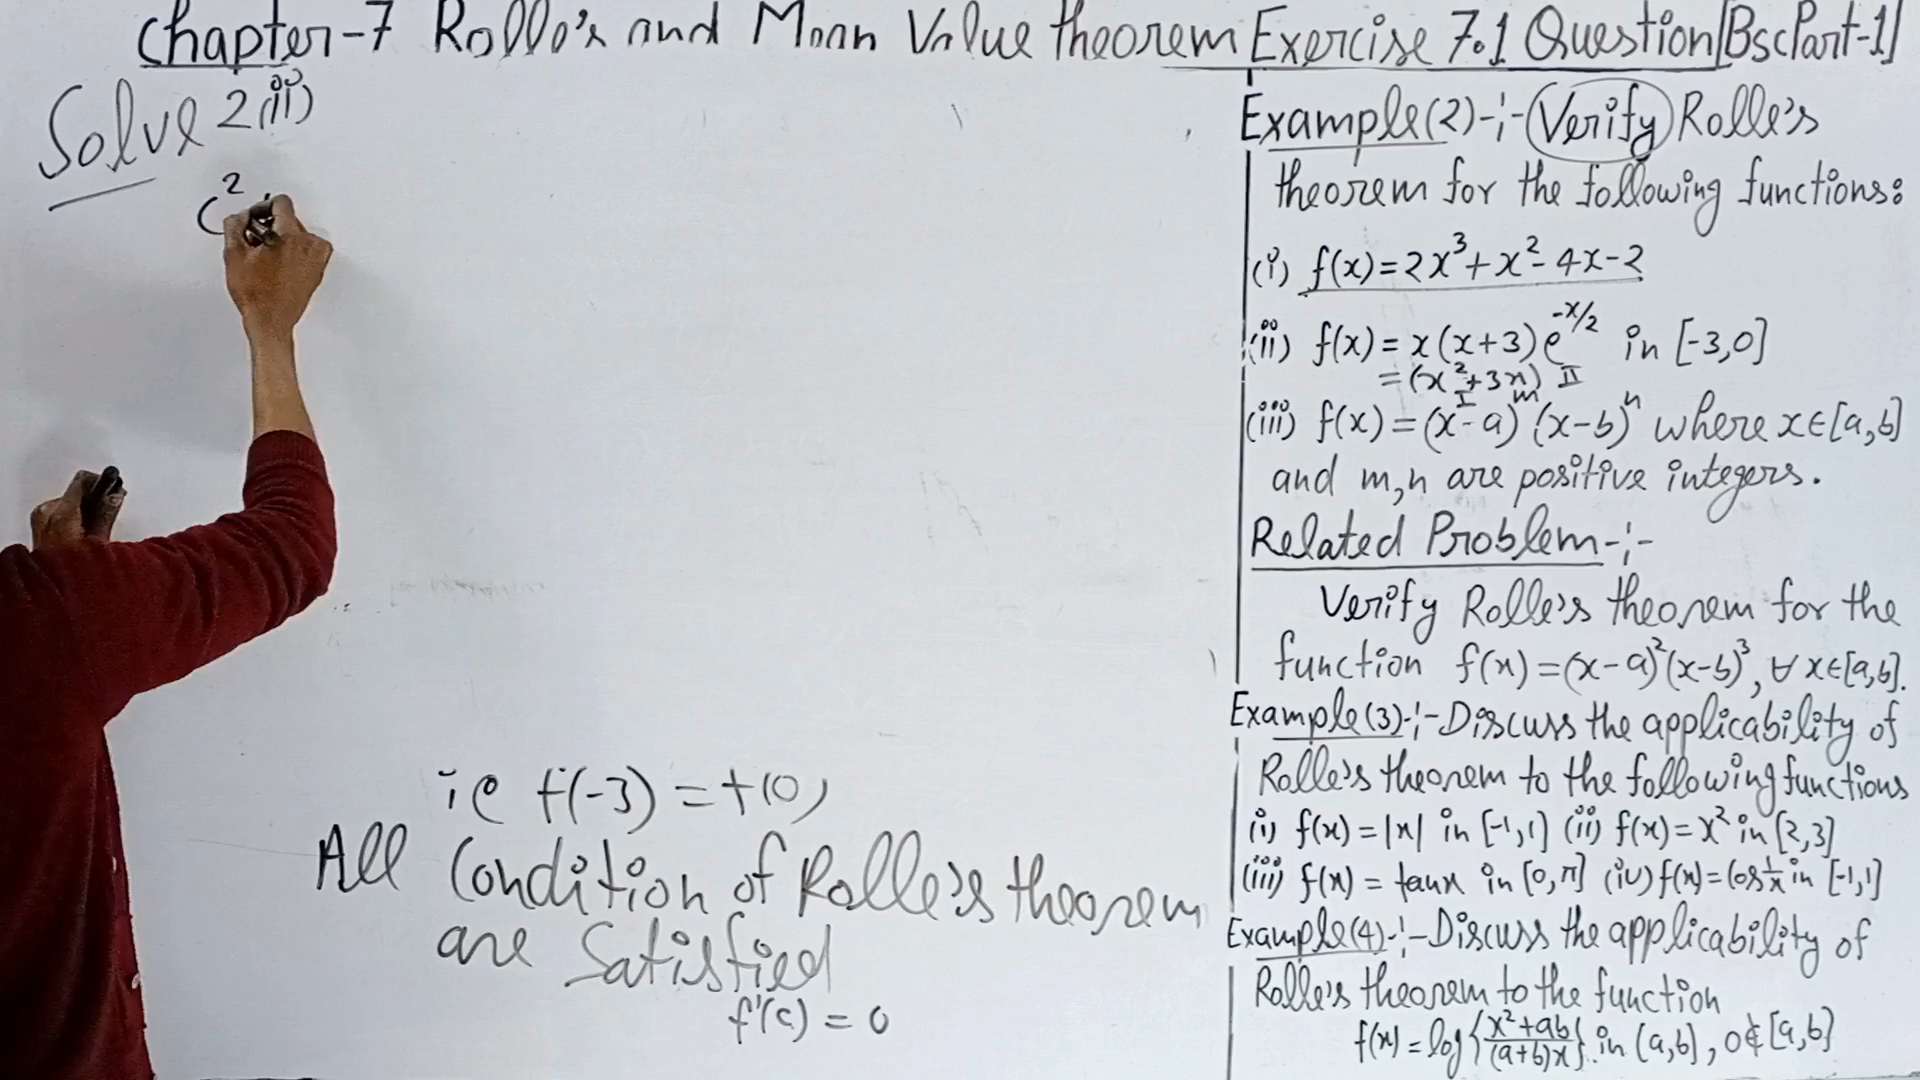 Chapter-7 Rolle's and Mean Value theorem Exercise 7.1 Question [Bsc Part-1]
Solve 2(ii)
c²
i e f(-3) = f(0)
All Condition of Rolle's theorem
are Satisfied
f'(c) = 0
Example(2)-:- Verify Rolle's
theorem for the following functions:
(i) f(x) = 2x³+x²-4x-2
(ii) f(x) = x(x+3)e^(-x/2) in [-3,0]
= (x²+3x) II
I
(iii) f(x) = (x-a)^m (x-b)^n where x∈[a,b]
and m,n are positive integers.
Related Problem-:-
Verify Rolle's theorem for the
function f(x) = (x-a)²(x-b)³, ∀ x∈[a,b].
Example(3)-:-Discuss the applicability of
Rolle's theorem to the following functions
(i) f(x) = |x| in [-1,1] (ii) f(x) = x² in [2,3]
(iii) f(x) = tanx in [0,π] (iv) f(x) = cos 1/x in [-1,1]
Example(4)-:-Discuss the applicability of
Rolle's theorem to the function
f(x) = log{(x²+ab)/((a+b)x)} in [a,b], 0∉[a,b]